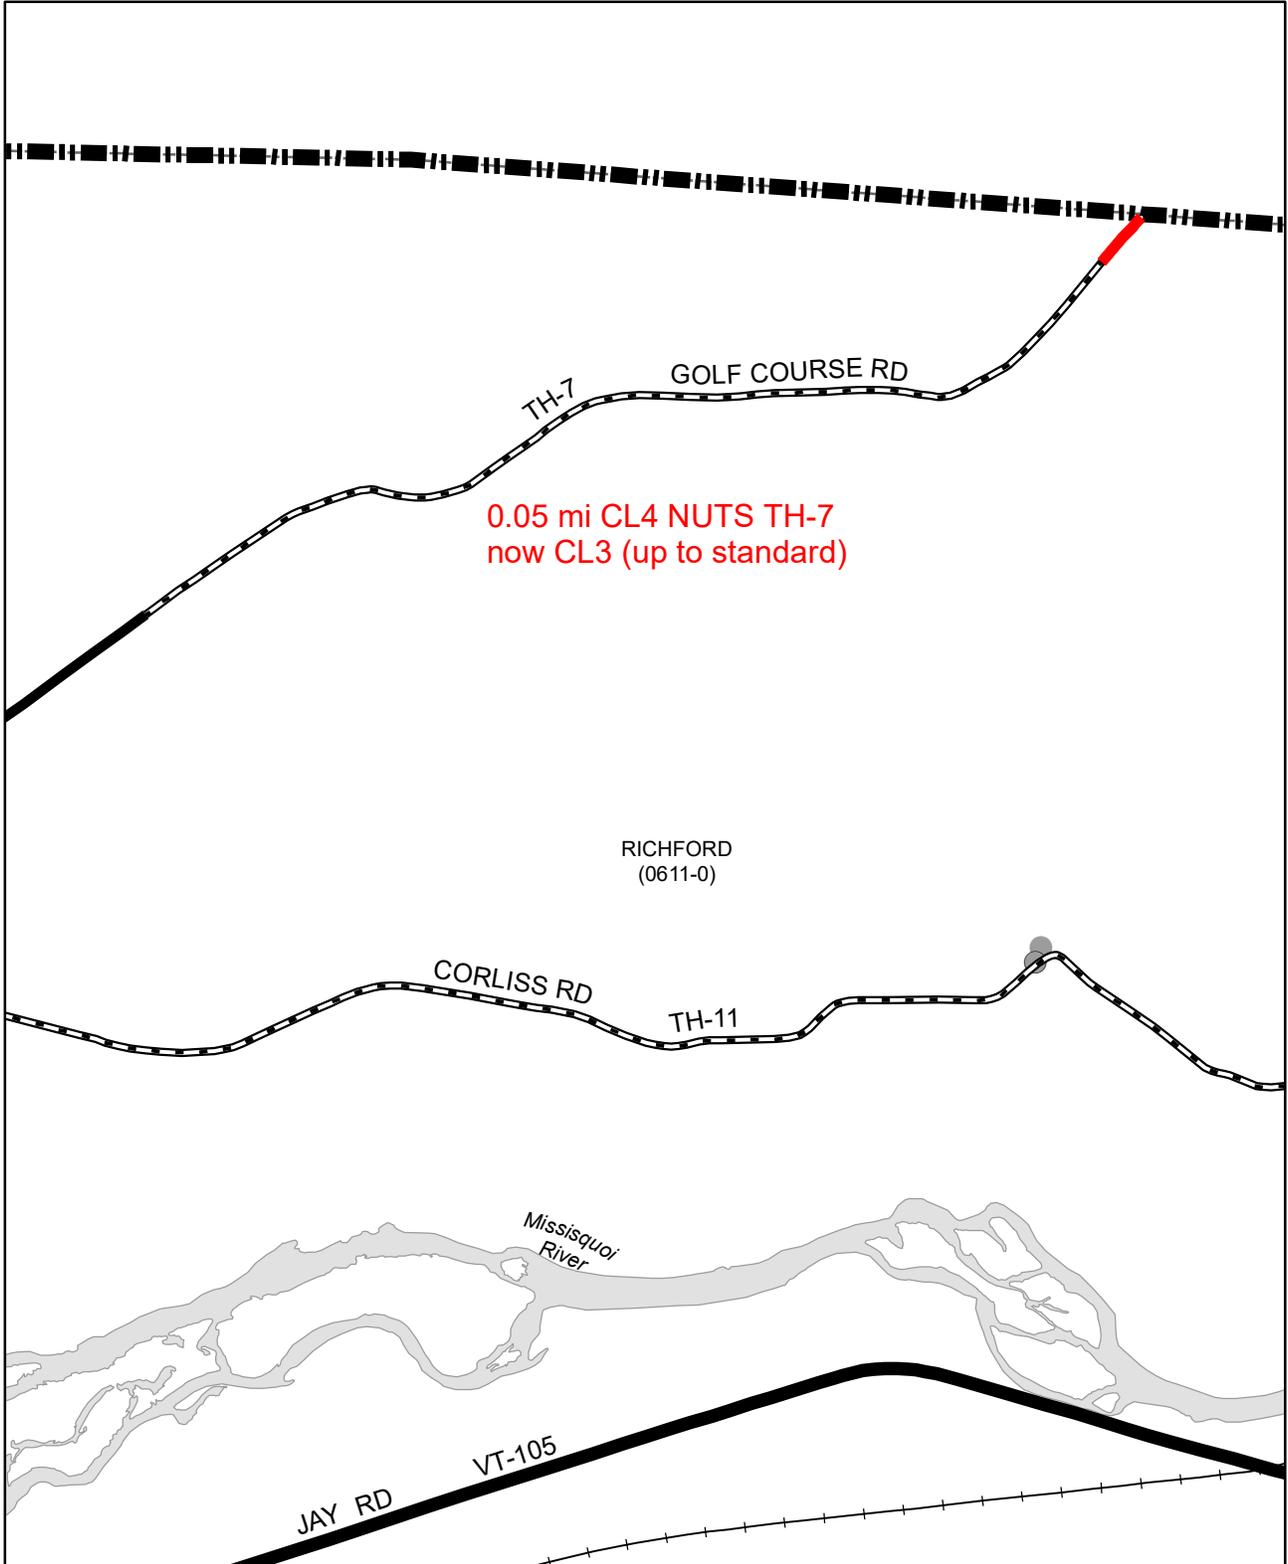 GOLF COURSE RD
TH-7
0.05 mi CL4 NUTS TH-7
now CL3 (up to standard)
RICHFORD
(0611-0)
CORLISS RD
TH-11
Missisquoi
River
VT-105
JAY RD